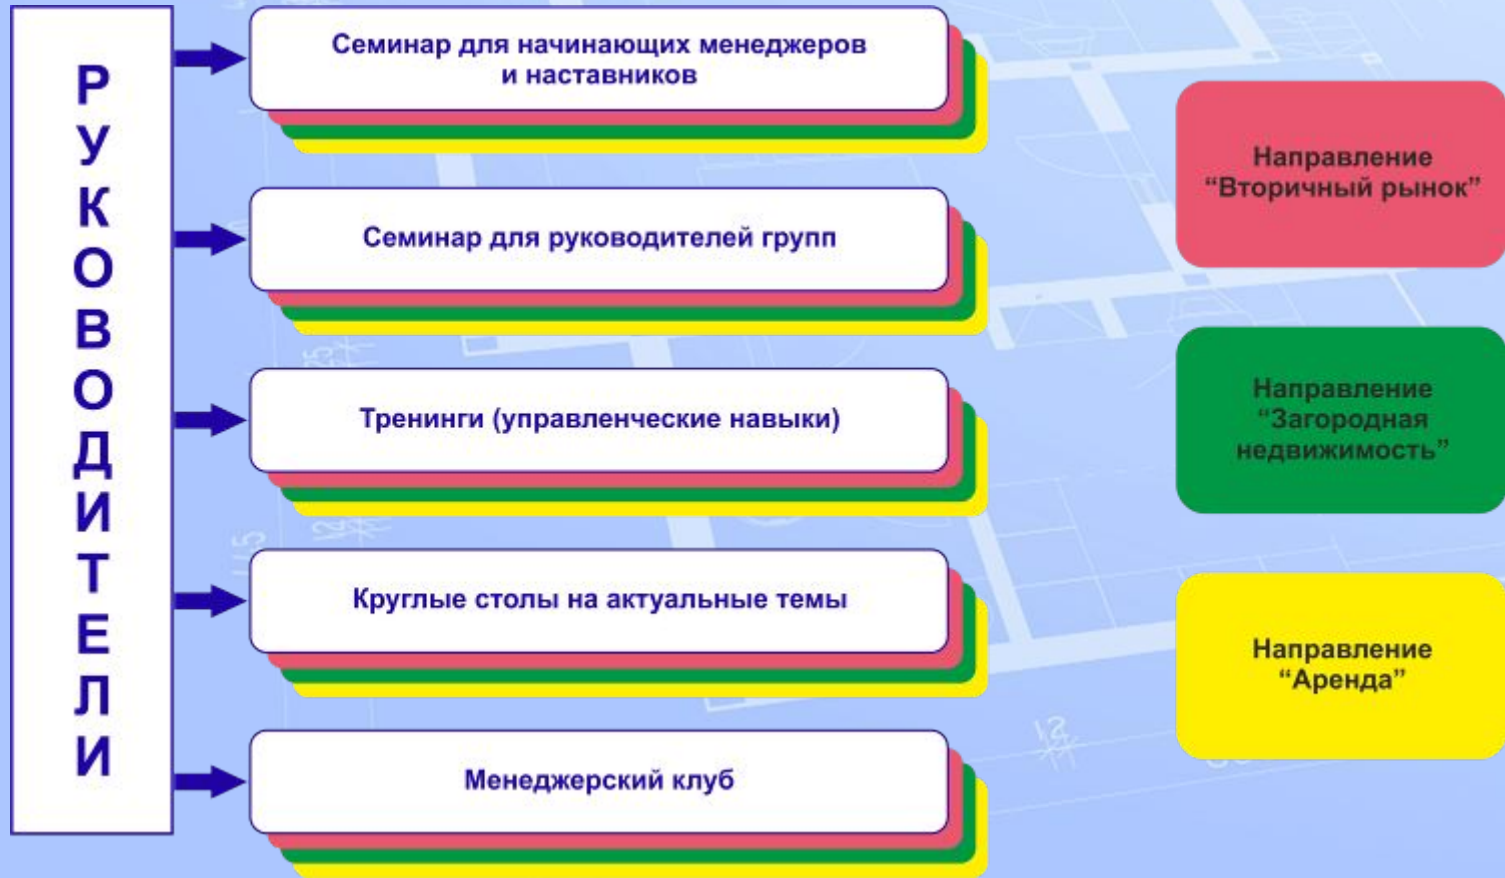 РУКОВОДИТЕЛИ
Семинар для начинающих менеджеров
и наставников
Семинар для руководителей групп
Тренинги (управленческие навыки)
Круглые столы на актуальные темы
Менеджерский клуб
Направление
“Вторичный рынок”
Направление
“Загородная
недвижимость”
Направление
“Аренда”